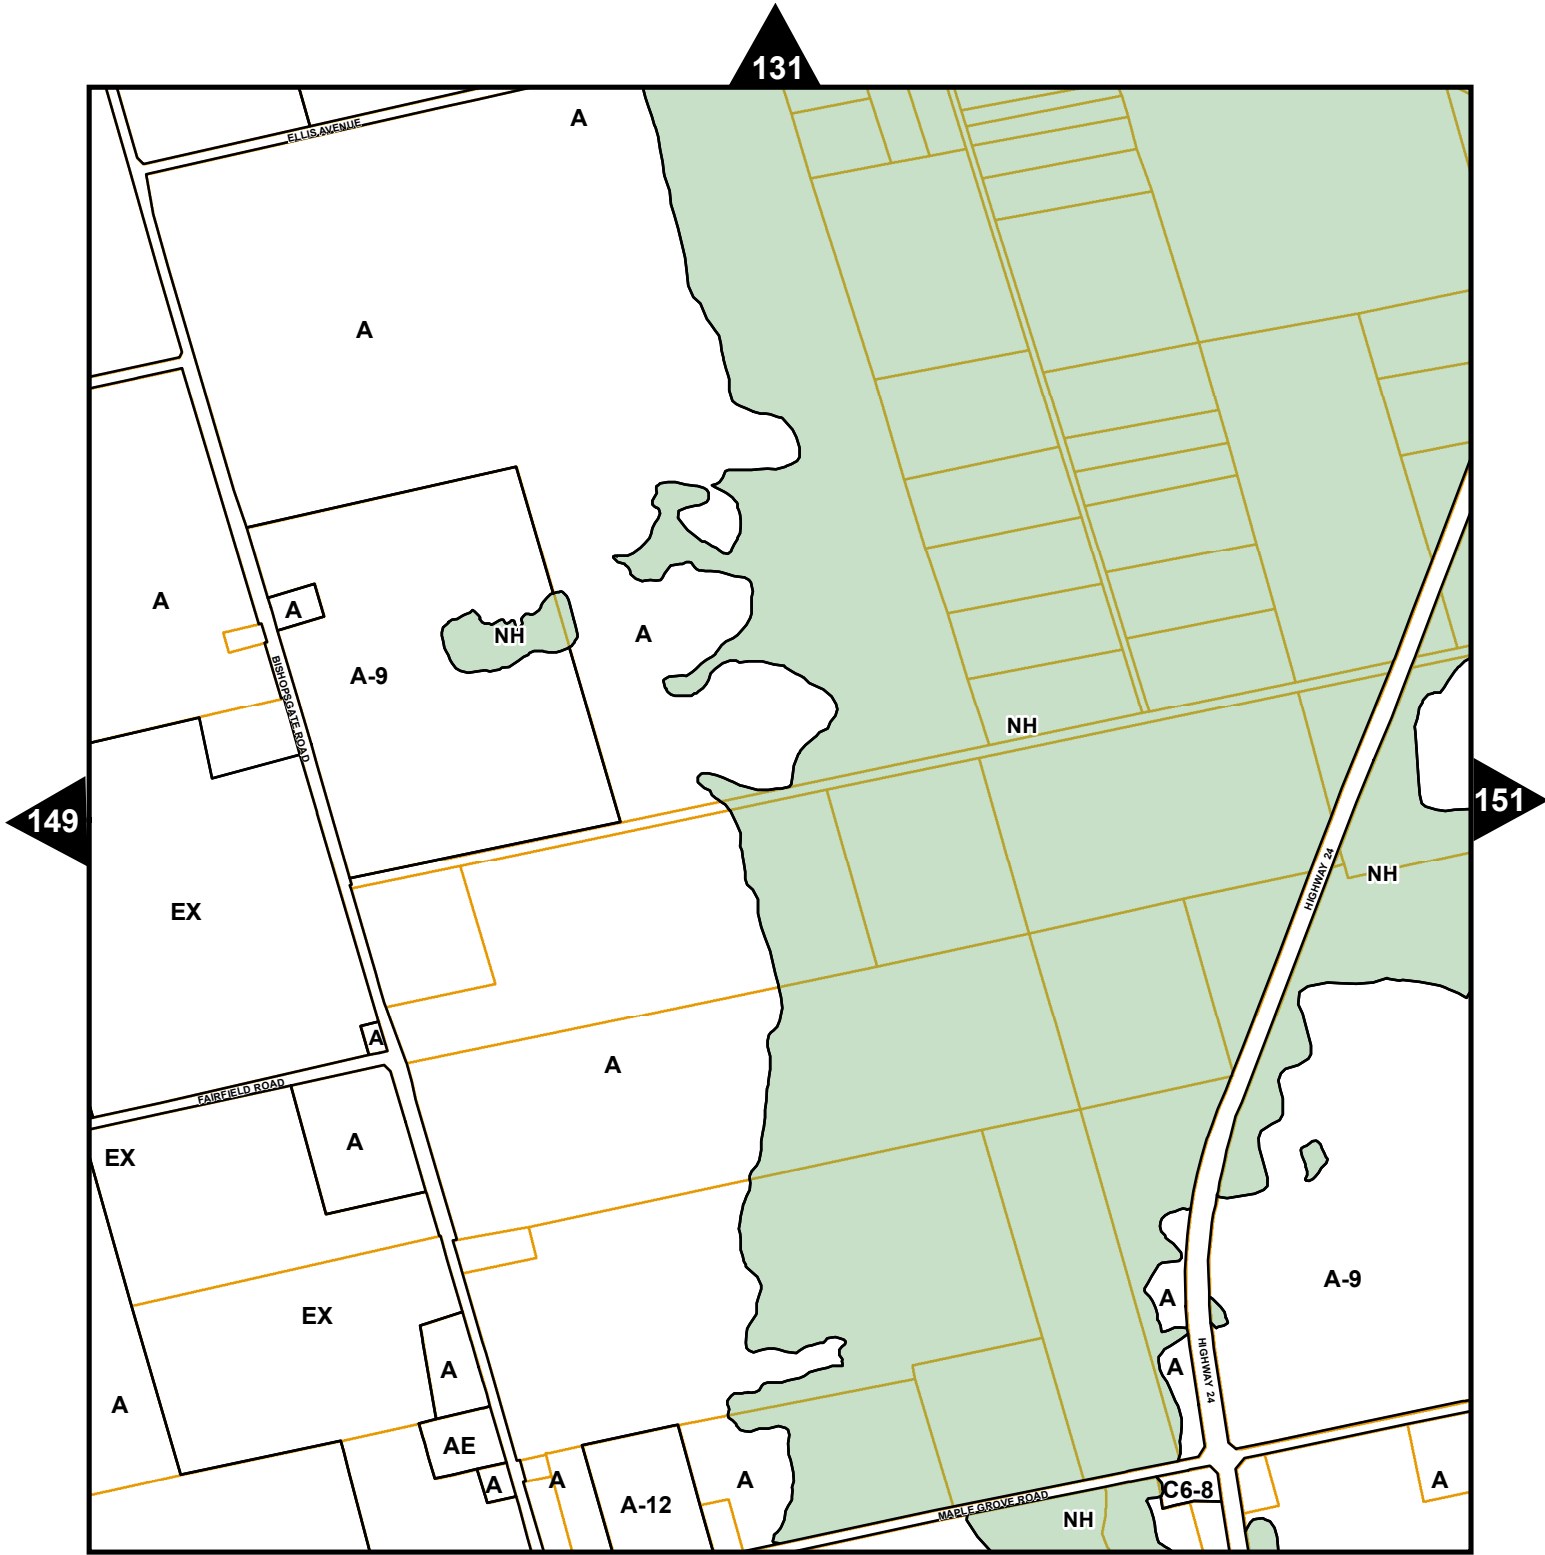 131
A
ELLIS AVENUE
A
A
A
NH
A
BISHOPSGATE ROAD
A-9
NH
149
151
HIGHWAY 24
NH
EX
A
A
FAIRFIELD ROAD
A
EX
A-9
A
EX
HIGHWAY 24
A
A
A
AE
A
A
A
A
C6-8
A-12
MAPLE GROVE ROAD
NH